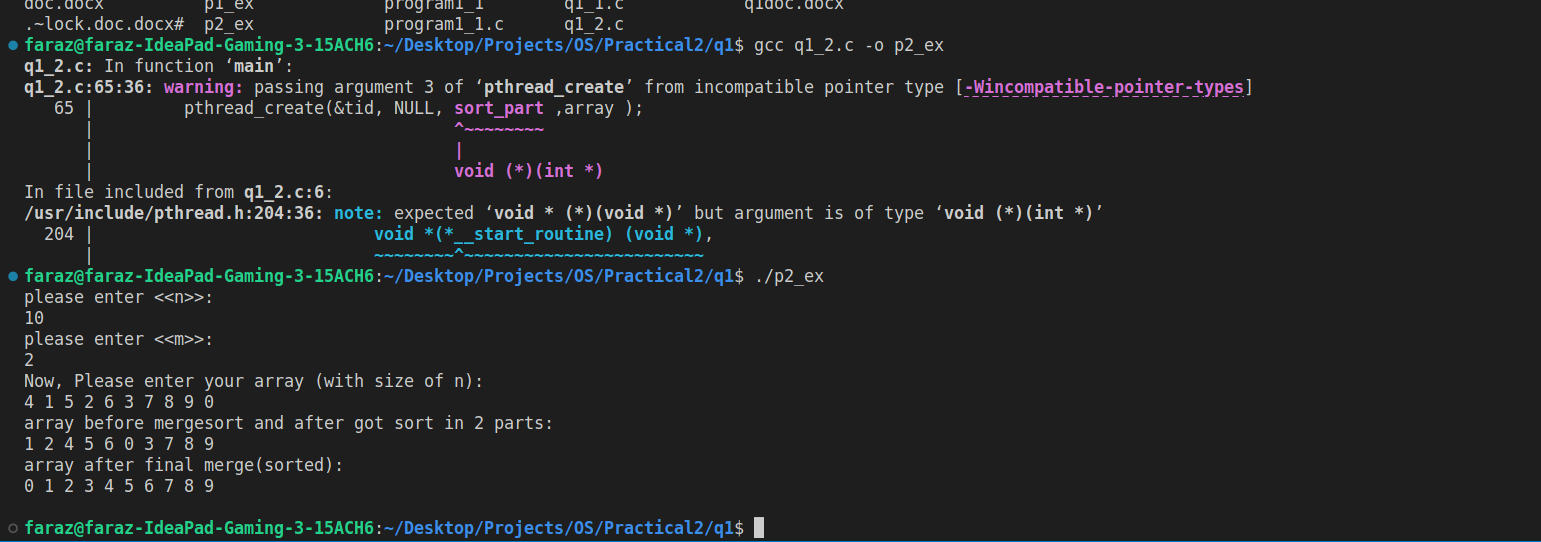 doc.docx          p1_ex             program1_1        q1_1.c            q1doc.docx
.~lock.doc.docx#  p2_ex             program1_1.c      q1_2.c
faraz@faraz-IdeaPad-Gaming-3-15ACH6:~/Desktop/Projects/OS/Practical2/q1$ gcc q1_2.c -o p2_ex
q1_2.c: In function ‘main’:
q1_2.c:65:36: warning: passing argument 3 of ‘pthread_create’ from incompatible pointer type [-Wincompatible-pointer-types]
   65 |         pthread_create(&tid, NULL, sort_part ,array );
      |                                    ^~~~~~~~~
      |                                    |
      |                                    void (*)(int *)
In file included from q1_2.c:6:
/usr/include/pthread.h:204:36: note: expected ‘void * (*)(void *)’ but argument is of type ‘void (*)(int *)’
  204 |                            void *(*__start_routine) (void *),
      |                            ~~~~~~~~^~~~~~~~~~~~~~~~~~~~~~~~~
faraz@faraz-IdeaPad-Gaming-3-15ACH6:~/Desktop/Projects/OS/Practical2/q1$ ./p2_ex
please enter <<n>>:
10
please enter <<m>>:
2
Now, Please enter your array (with size of n):
4 1 5 2 6 3 7 8 9 0
array before mergesort and after got sort in 2 parts:
1 2 4 5 6 0 3 7 8 9
array after final merge(sorted):
0 1 2 3 4 5 6 7 8 9
faraz@faraz-IdeaPad-Gaming-3-15ACH6:~/Desktop/Projects/OS/Practical2/q1$